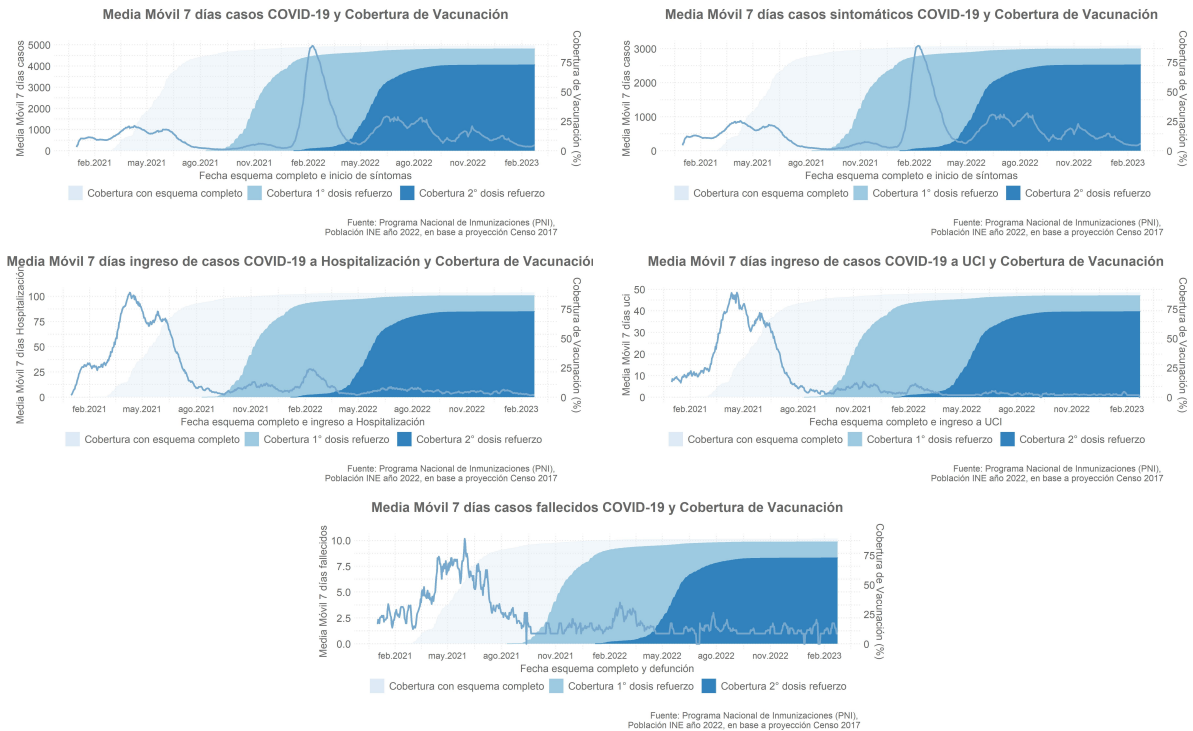 Media Móvil 7 días casos COVID-19 y Cobertura de Vacunación
Media Móvil 7 días casos
5000
4000
3000
2000
1000
0
Cobertura de Vacunación (%)
75
50
25
0
feb.2021 may.2021 ago.2021 nov.2021 feb.2022 may.2022 ago.2022 nov.2022 feb.2023
Fecha esquema completo e inicio de síntomas
Cobertura con esquema completo Cobertura 1° dosis refuerzo Cobertura 2° dosis refuerzo
Fuente: Programa Nacional de Inmunizaciones (PNI),
Población INE año 2022, en base a proyección Censo 2017
Media Móvil 7 días casos sintomáticos COVID-19 y Cobertura de Vacunación
Media Móvil 7 días casos
3000
2000
1000
0
Cobertura de Vacunación (%)
75
50
25
0
feb.2021 may.2021 ago.2021 nov.2021 feb.2022 may.2022 ago.2022 nov.2022 feb.2023
Fecha esquema completo e inicio de síntomas
Cobertura con esquema completo Cobertura 1° dosis refuerzo Cobertura 2° dosis refuerzo
Fuente: Programa Nacional de Inmunizaciones (PNI),
Población INE año 2022, en base a proyección Censo 2017
Media Móvil 7 días ingreso de casos COVID-19 a Hospitalización y Cobertura de Vacunación
Media Móvil 7 días Hospitalización
100
75
50
25
0
Cobertura de Vacunación (%)
75
50
25
0
feb.2021 may.2021 ago.2021 nov.2021 feb.2022 may.2022 ago.2022 nov.2022 feb.2023
Fecha esquema completo e ingreso a Hospitalización
Cobertura con esquema completo Cobertura 1° dosis refuerzo Cobertura 2° dosis refuerzo
Fuente: Programa Nacional de Inmunizaciones (PNI),
Población INE año 2022, en base a proyección Censo 2017
Media Móvil 7 días ingreso de casos COVID-19 a UCI y Cobertura de Vacunación
Media Móvil 7 días uci
50
40
30
20
10
0
Cobertura de Vacunación (%)
75
50
25
0
feb.2021 may.2021 ago.2021 nov.2021 feb.2022 may.2022 ago.2022 nov.2022 feb.2023
Fecha esquema completo e ingreso a UCI
Cobertura con esquema completo Cobertura 1° dosis refuerzo Cobertura 2° dosis refuerzo
Fuente: Programa Nacional de Inmunizaciones (PNI),
Población INE año 2022, en base a proyección Censo 2017
Media Móvil 7 días casos fallecidos COVID-19 y Cobertura de Vacunación
Media Móvil 7 días fallecidos
10.0
7.5
5.0
2.5
0.0
Cobertura de Vacunación (%)
75
50
25
0
feb.2021 may.2021 ago.2021 nov.2021 feb.2022 may.2022 ago.2022 nov.2022 feb.2023
Fecha esquema completo y defunción
Cobertura con esquema completo Cobertura 1° dosis refuerzo Cobertura 2° dosis refuerzo
Fuente: Programa Nacional de Inmunizaciones (PNI),
Población INE año 2022, en base a proyección Censo 2017